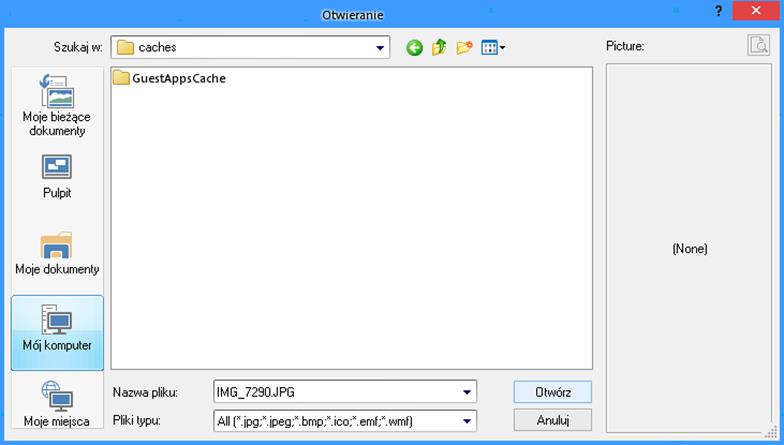 Otwieranie
?
Szukaj w: caches
Picture:
GuestAppsCache
Moje bieżące
dokumenty
Pulpit
Moje dokumenty
Mój komputer
Moje miejsca
(None)
Nazwa pliku: IMG_7290.JPG Otwórz
Pliki typu: All (*.jpg;*.jpeg;*.bmp;*.ico;*.emf;*.wmf) Anuluj